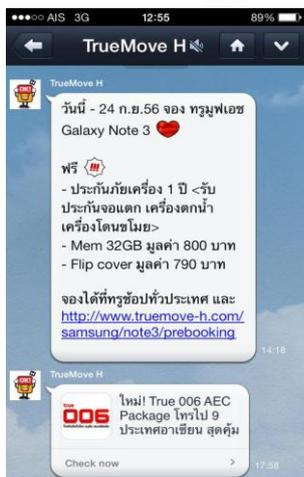 AIS 3G 12:55 89%
TrueMove H
TrueMove H
วันนี้ - 24 ก.ย.56 จอง ทรูมูฟเอช
Galaxy Note 3
ฟรี !!!
- ประกันภัยเครื่อง 1 ปี <รับ
ประกันจอแตก เครื่องตกน้ำ
เครื่องโดนขโมย>
- Mem 32GB มูลค่า 800 บาท
- Flip cover มูลค่า 790 บาท
จองได้ที่ทรูช้อปทั่วประเทศ และ
http://www.truemove-h.com/
samsung/note3/prebooking
14:18
TrueMove H
true
006
ใหม่! True 006 AEC
Package โทรไป 9
ประเทศอาเซียน สุดคุ้ม
Check now
17:58